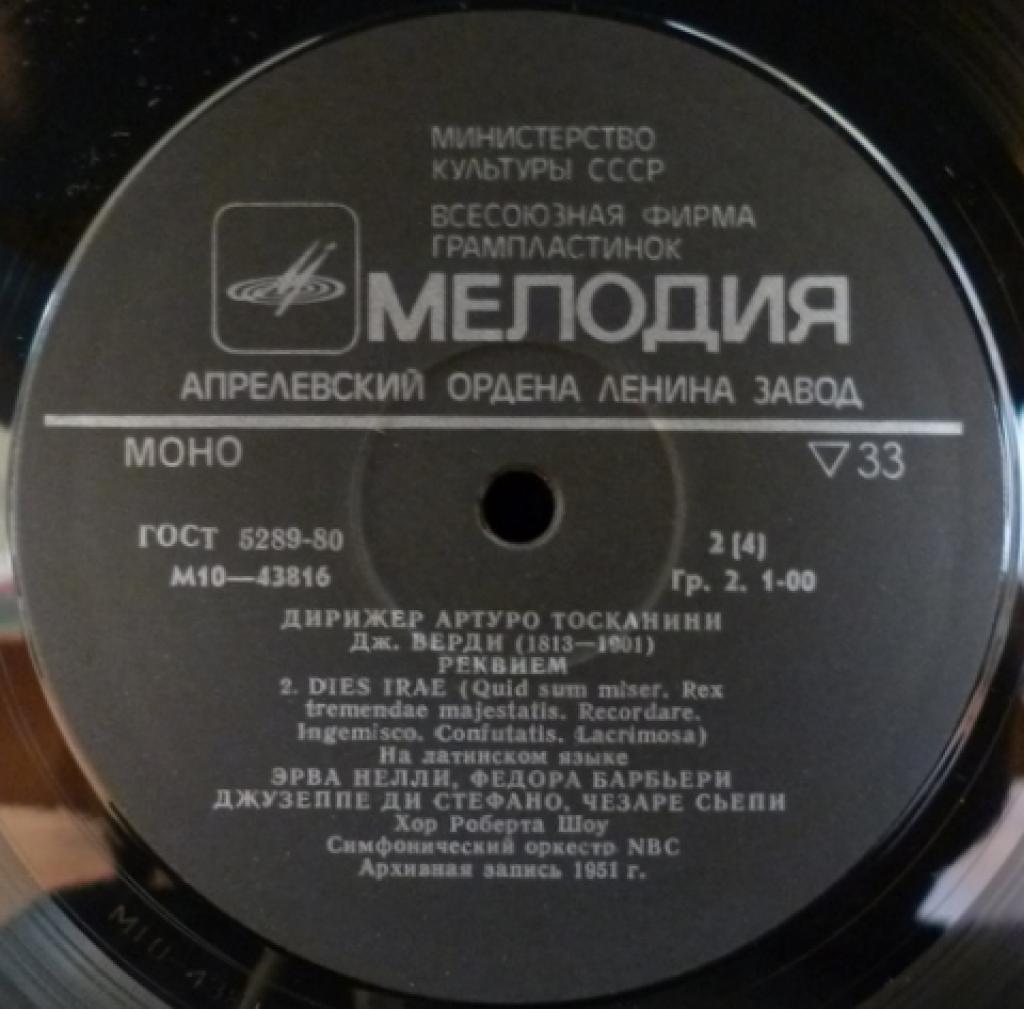 МИНИСТЕРСТВО
КУЛЬТУРЫ СССР
ВСЕСОЮЗНАЯ ФИРМА
ГРАМПЛАСТИНОК
МЕЛОДИЯ
АПРЕЛЕВСКИЙ ОРДЕНА ЛЕНИНА ЗАВОД
МОНО ▽33
ГОСТ 5289-80 2 (4)
М10—43816 Гр. 2. 1-00
ДИРИЖЕР АРТУРО ТОСКАНИНИ
Дж. ВЕРДИ (1813—1901)
РЕКВИЕМ
2. DIES IRAE (Quid sum miser. Rex
tremendae majestatis. Recordare.
Ingemisco. Confutatis. Lacrimosa)
На латинском языке
ЭРВА НЕЛЛИ, ФЕДОРА БАРБЬЕРИ
ДЖУЗЕППЕ ДИ СТЕФАНО, ЧЕЗАРЕ СЬЕПИ
Хор Роберта Шоу
Симфонический оркестр NBC
Архивная запись 1951 г.